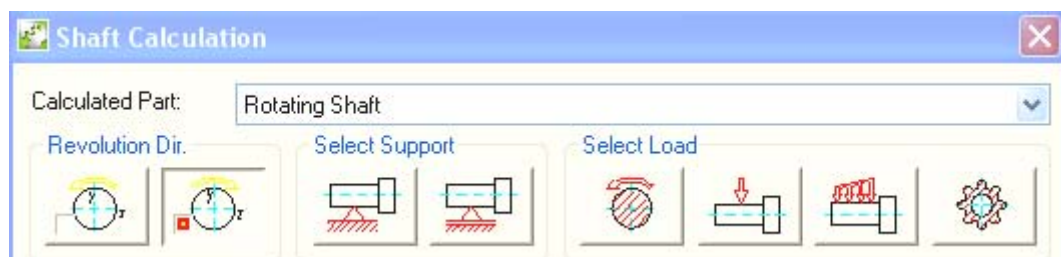 Shaft Calculation
Calculated Part: Rotating Shaft
Revolution Dir. Select Support Select Load
y y z